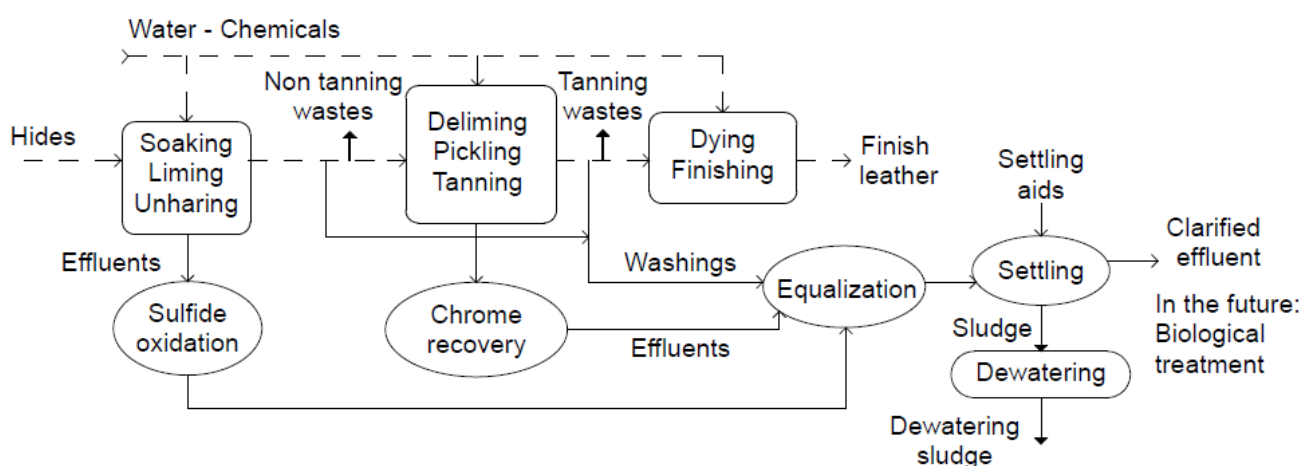 Water - Chemicals
Non tanning
wastes
Tanning
wastes
Hides
Soaking
Liming
Unharing
Deliming
Pickling
Tanning
Dying
Finishing
Finish
leather
Settling
aids
Effluents
Washings
Equalization
Settling
Clarified
effluent
Sulfide
oxidation
Chrome
recovery
Effluents
Sludge
In the future:
Biological
treatment
Dewatering
Dewatering
sludge